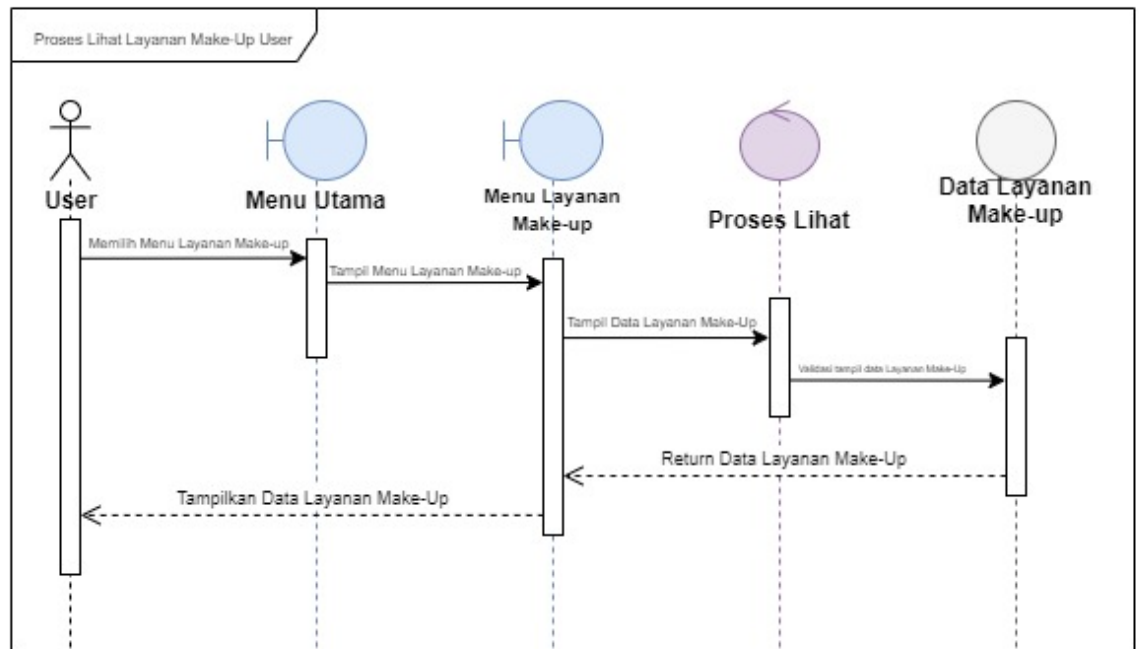 Proses Lihat Layanan Make-Up User
User
Menu Utama
Menu Layanan
Make-up
Proses Lihat
Data Layanan
Make-up
Memilih Menu Layanan Make-up
Tampil Menu Layanan Make-up
Tampil Data Layanan Make-Up
Validasi tampil data Layanan Make-Up
Return Data Layanan Make-Up
Tampilkan Data Layanan Make-Up